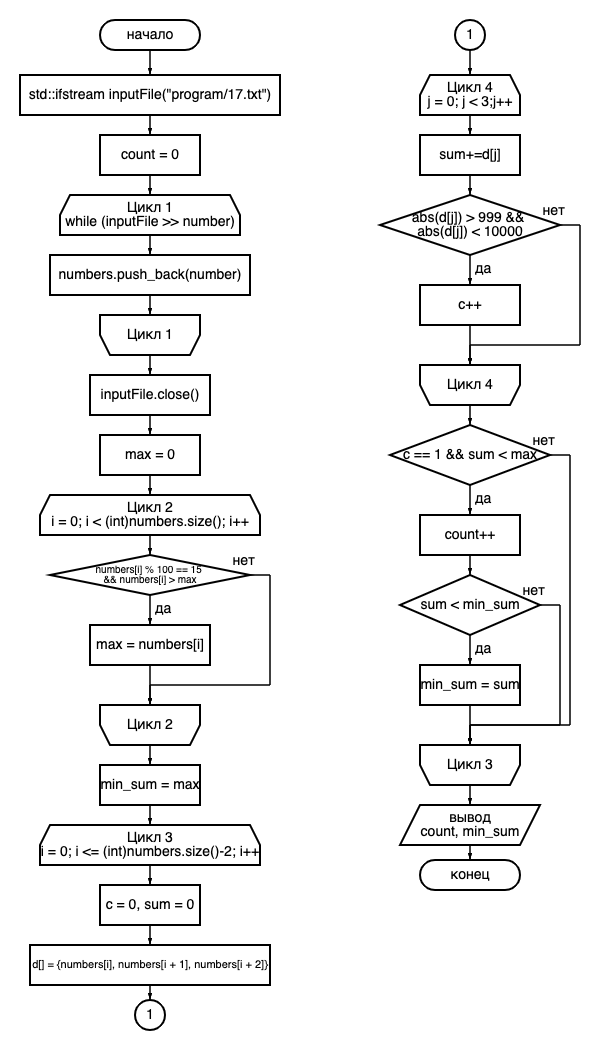 начало
std::ifstream inputFile("program/17.txt")
count = 0
Цикл 1
while (inputFile >> number)
numbers.push_back(number)
Цикл 1
inputFile.close()
max = 0
Цикл 2
i = 0; i < (int)numbers.size(); i++
numbers[i] % 100 == 15
&& numbers[i] > max
нет
да
max = numbers[i]
Цикл 2
min_sum = max
Цикл 3
i = 0; i <= (int)numbers.size()-2; i++
c = 0, sum = 0
d[] = {numbers[i], numbers[i + 1], numbers[i + 2]}
1
1
Цикл 4
j = 0; j < 3;j++
sum+=d[j]
abs(d[j]) > 999 &&
abs(d[j]) < 10000
нет
да
c++
Цикл 4
c == 1 && sum < max
нет
да
count++
sum < min_sum
нет
да
min_sum = sum
Цикл 3
вывод
count, min_sum
конец